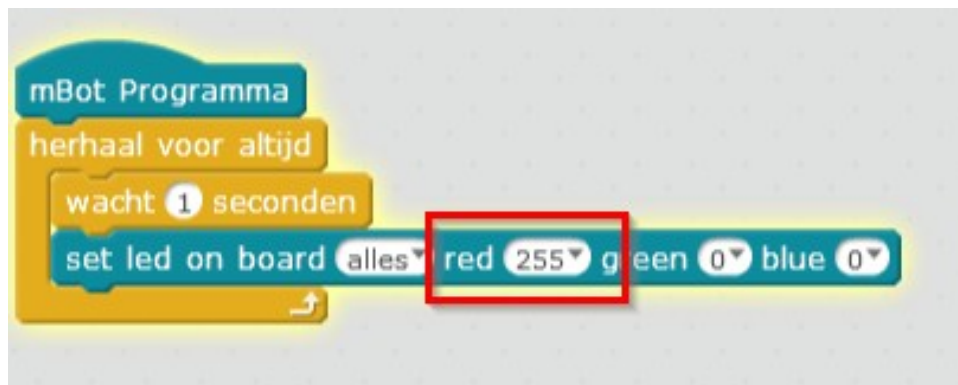 mBot Programma
herhaal voor altijd
wacht 1 seconden
set led on board alles red 255 green 0 blue 0